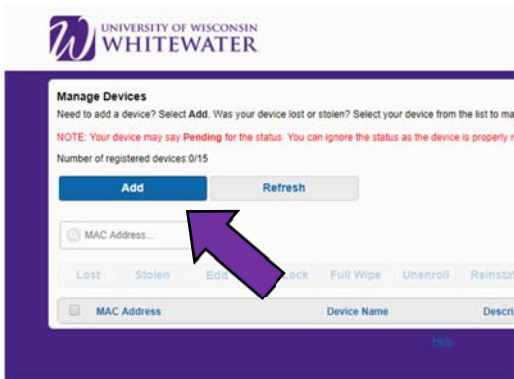 UNIVERSITY OF WISCONSIN
WHITEWATER
Manage Devices
Need to add a device? Select Add. Was your device lost or stolen? Select your device from the list to ma
NOTE: Your device may say Pending for the status. You can ignore the status as the device is properly r
Number of registered devices:0/15
Add Refresh
MAC Address...
Lost Stolen Edit ock Full Wipe Unenroll Reinstat
MAC Address Device Name Descri
Help